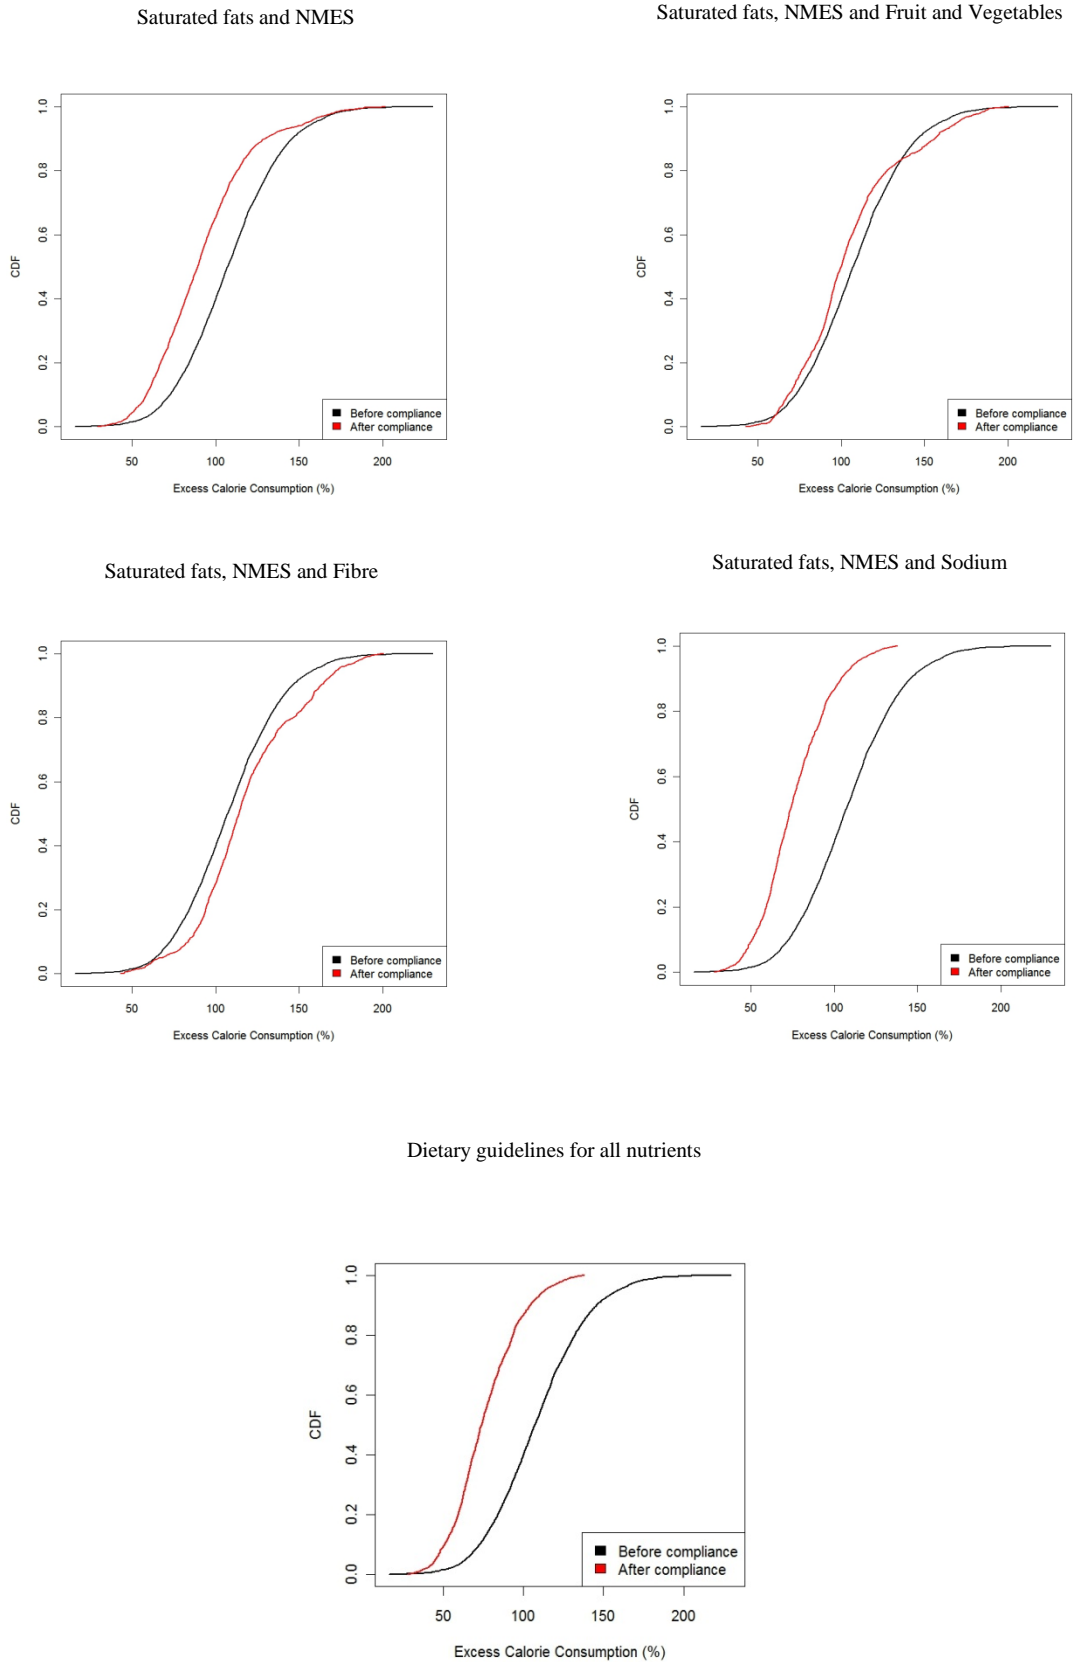 Saturated fats and NMES
1.0
0.8
0.6
0.4
0.2
0.0
CDF
Before compliance
After compliance
50 100 150 200
Excess Calorie Consumption (%)
Saturated fats, NMES and Fruit and Vegetables
1.0
0.8
0.6
0.4
0.2
0.0
CDF
Before compliance
After compliance
50 100 150 200
Excess Calorie Consumption (%)
Saturated fats, NMES and Fibre
1.0
0.8
0.6
0.4
0.2
0.0
CDF
Before compliance
After compliance
50 100 150 200
Excess Calorie Consumption (%)
Saturated fats, NMES and Sodium
1.0
0.8
0.6
0.4
0.2
0.0
CDF
Before compliance
After compliance
50 100 150 200
Excess Calorie Consumption (%)
Dietary guidelines for all nutrients
1.0
0.8
0.6
0.4
0.2
0.0
CDF
Before compliance
After compliance
50 100 150 200
Excess Calorie Consumption (%)